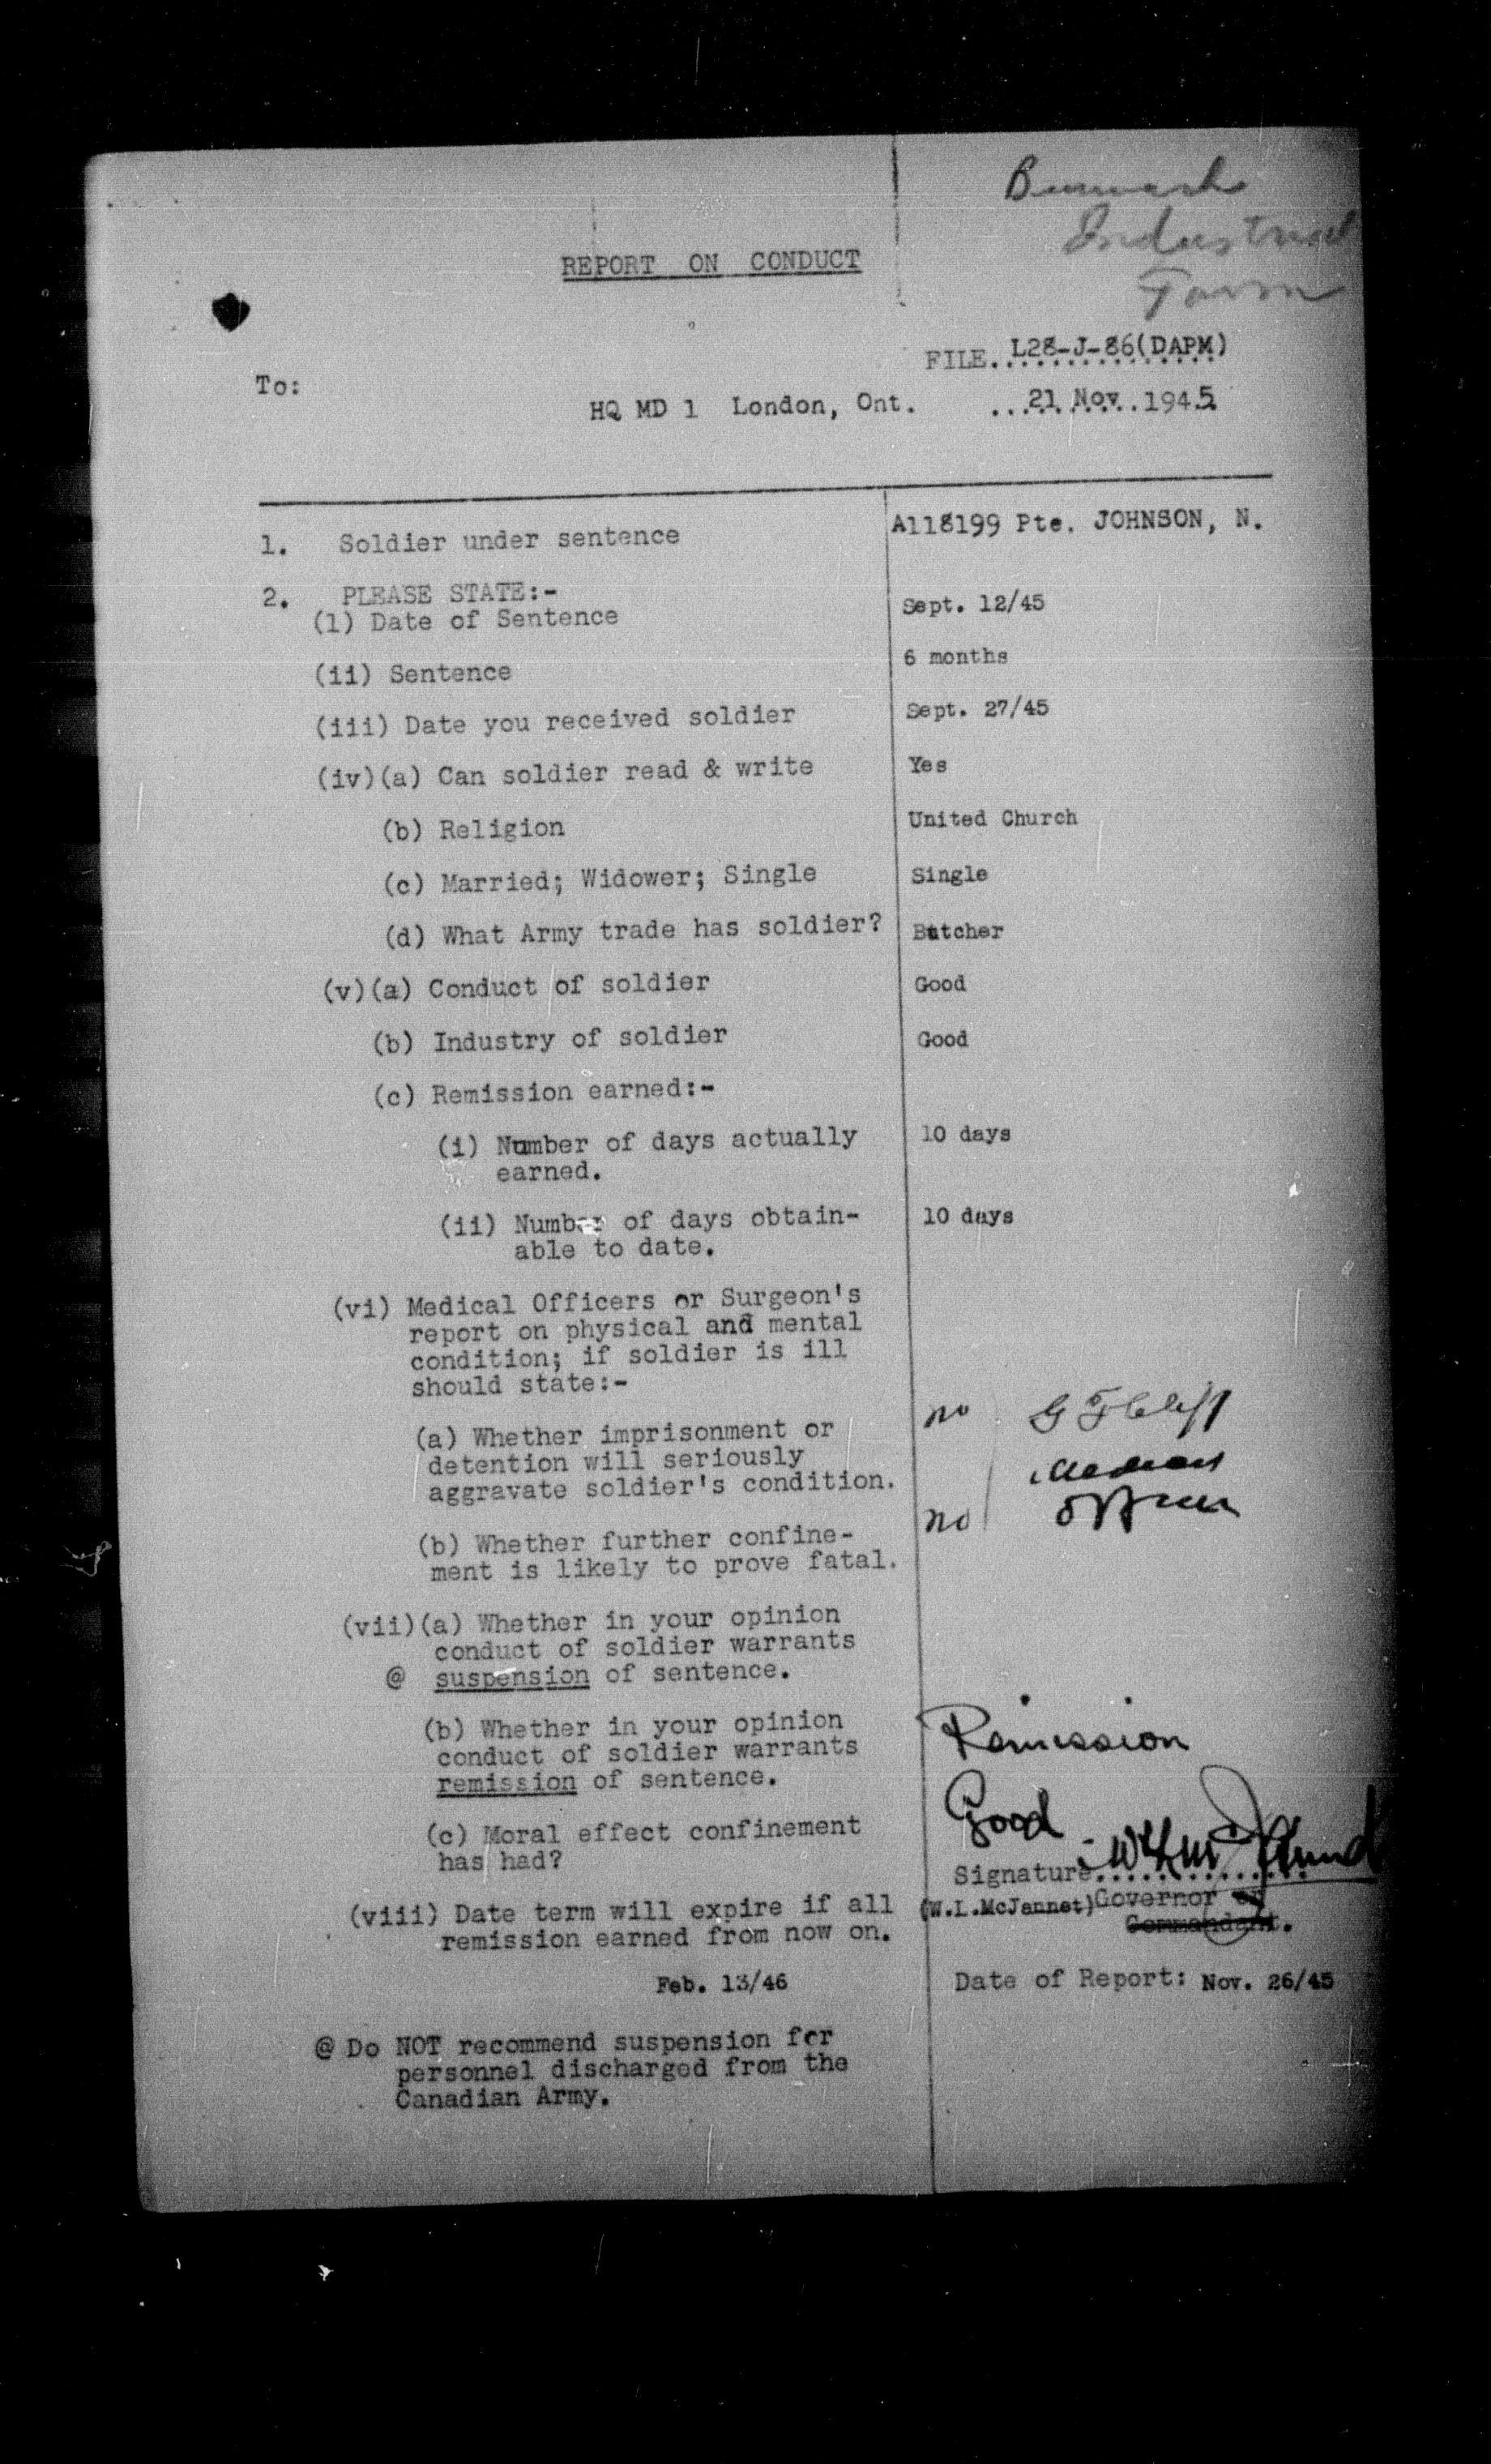 Burwash
Industrial
Farm
REPORT ON CONDUCT
FILE. L28-J-86(DAPM)
To:
HQ MD 1 London, Ont. 21 Nov. 1945
1. Soldier under sentence A118199 Pte. JOHNSON, N.
2. PLEASE STATE:-
(1) Date of Sentence Sept. 12/45
(ii) Sentence 6 months
(iii) Date you received soldier Sept. 27/45
(iv)(a) Can soldier read & write Yes
(b) Religion United Church
(c) Married; Widower; Single Single
(d) What Army trade has soldier? Butcher
(v)(a) Conduct of soldier Good
(b) Industry of soldier Good
(c) Remission earned:-
(i) Number of days actually 10 days
earned.
(ii) Number of days obtain- 10 days
able to date.
(vi) Medical Officers or Surgeon's
report on physical and mental
condition; if soldier is ill
should state:-
(a) Whether imprisonment or no
detention will seriously
aggravate soldier's condition.
(b) Whether further confine- no
ment is likely to prove fatal.
(vii)(a) Whether in your opinion
conduct of soldier warrants
@ suspension of sentence.
(b) Whether in your opinion Remission
conduct of soldier warrants
remission of sentence.
(c) Moral effect confinement Good
has had?
Signature
(viii) Date term will expire if all (W.L.McJannet) Governor or
remission earned from now on. Commandant.
Feb. 13/46 Date of Report: Nov. 26/45
@ Do NOT recommend suspension for
personnel discharged from the
Canadian Army.